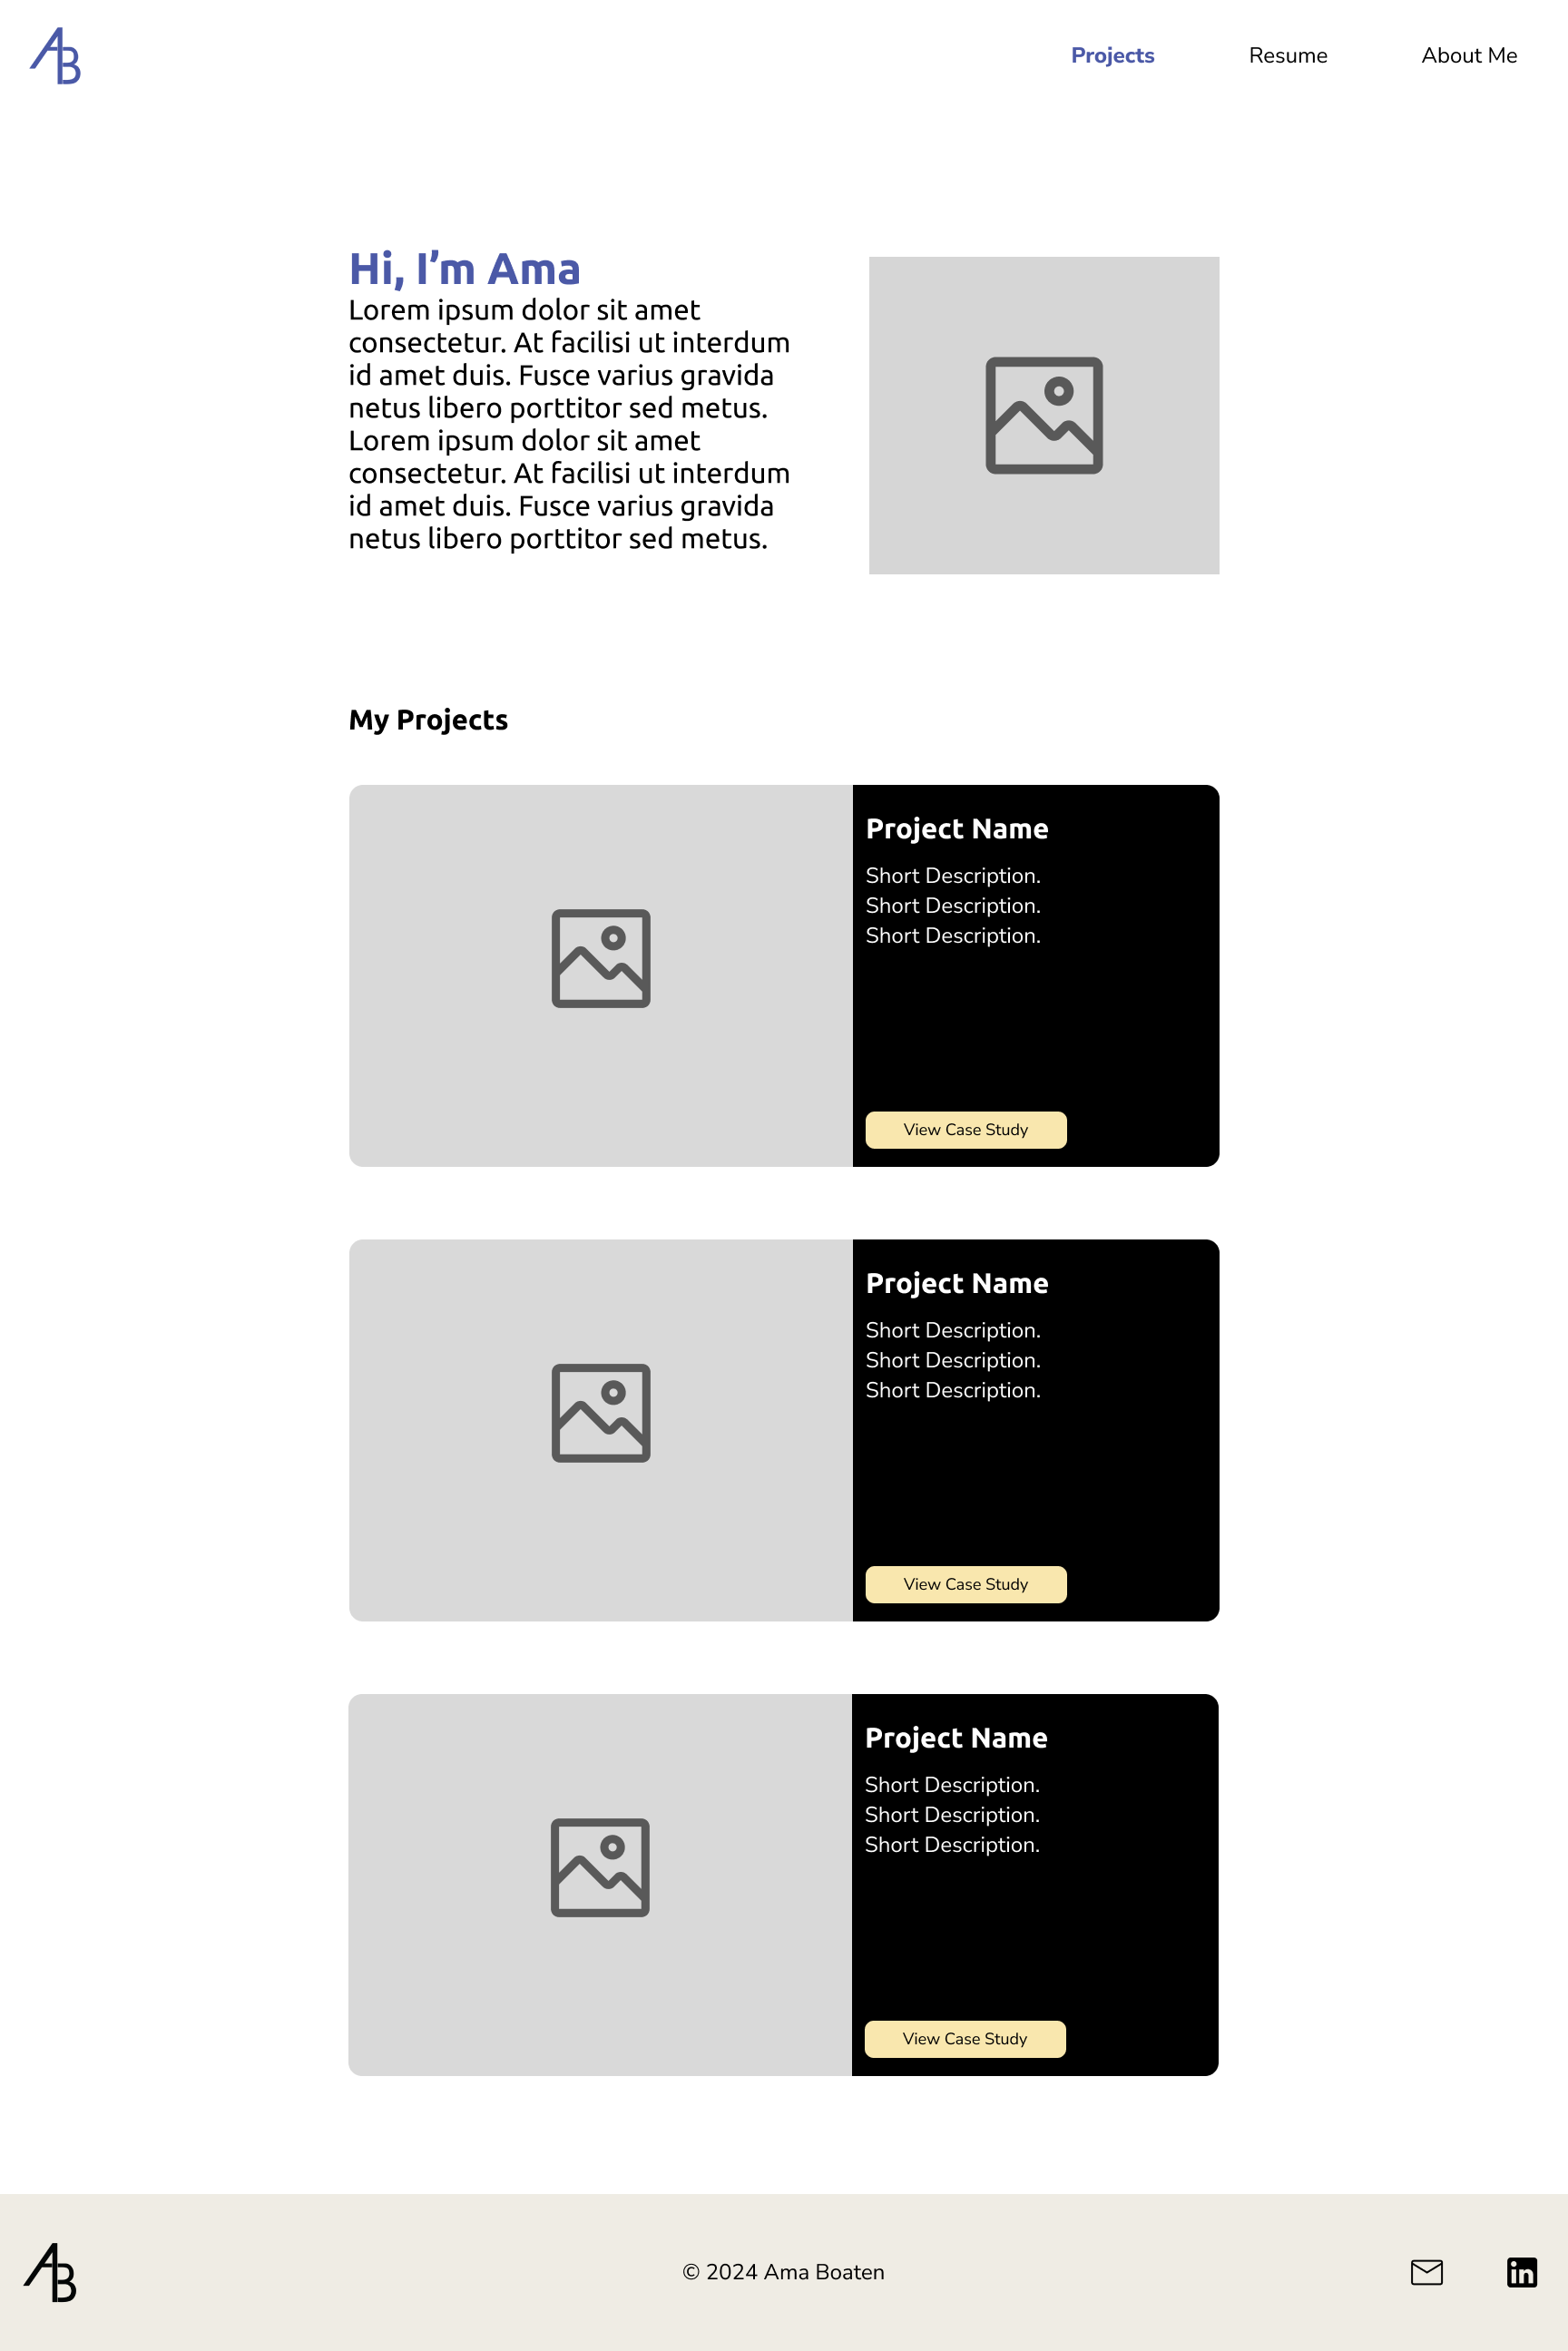 AB
Projects Resume About Me
Hi, I’m Ama
Lorem ipsum dolor sit amet
consectetur. At facilisi ut interdum
id amet duis. Fusce varius gravida
netus libero porttitor sed metus.
Lorem ipsum dolor sit amet
consectetur. At facilisi ut interdum
id amet duis. Fusce varius gravida
netus libero porttitor sed metus.
My Projects
Project Name
Short Description.
Short Description.
Short Description.
View Case Study
Project Name
Short Description.
Short Description.
Short Description.
View Case Study
Project Name
Short Description.
Short Description.
Short Description.
View Case Study
AB
© 2024 Ama Boaten
in